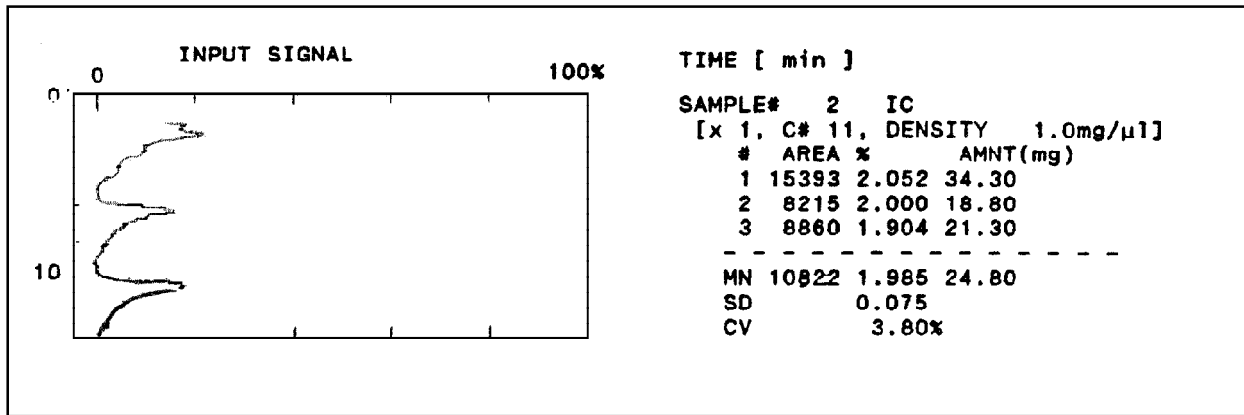 INPUT SIGNAL
0 100%
0
10
TIME [ min ]
SAMPLE# 2 IC
[x 1, C# 11, DENSITY 1.0mg/µl]
# AREA % AMNT(mg)
1 15393 2.052 34.30
2 8215 2.000 18.80
3 8860 1.904 21.30
- - - - - - - - - - - - - -
MN 10822 1.985 24.80
SD 0.075
CV 3.80%